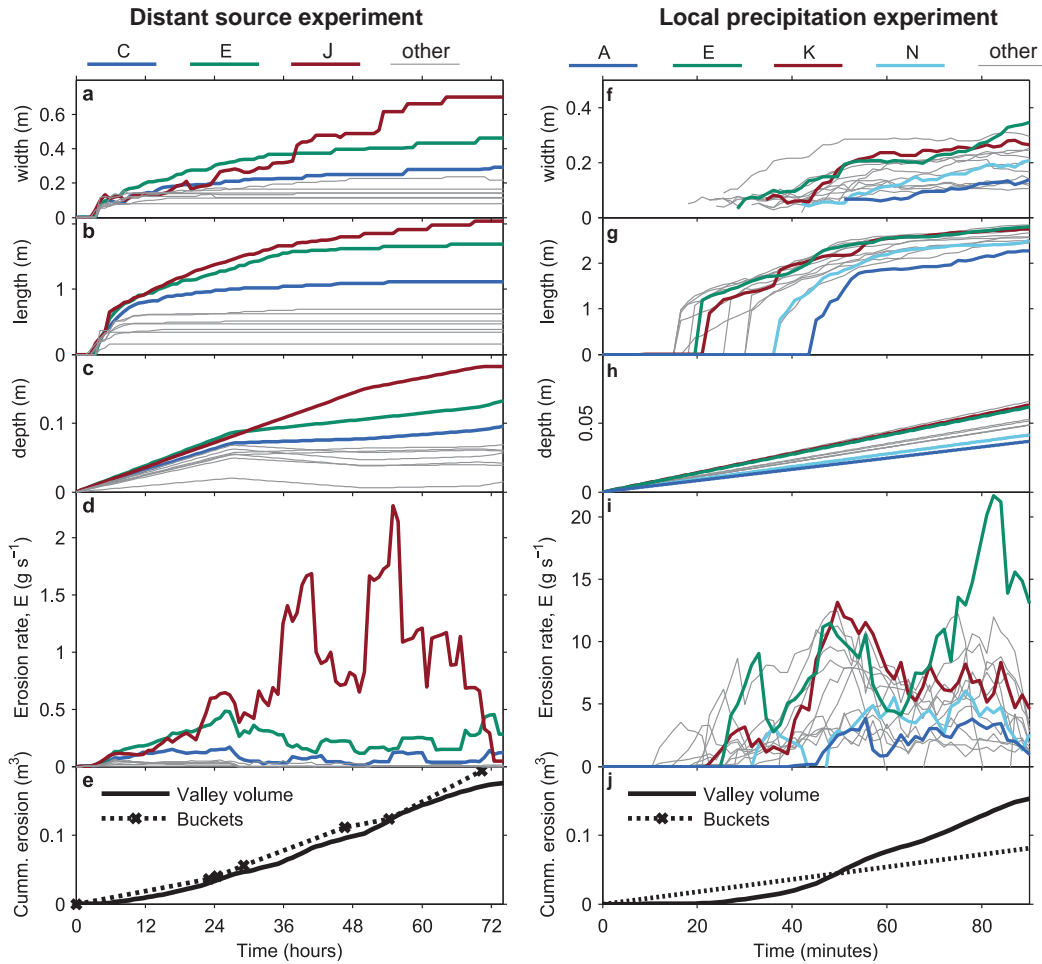 Distant source experiment
C E J other
a
width (m)
0.6
0.4
0.2
0
b
length (m)
1
0
c
depth (m)
0.1
0
d
Erosion rate, E (g s⁻¹)
2
1.5
1
0.5
0
e
Cumm. erosion (m³)
Valley volume
Buckets
0.1
0
0 12 24 36 48 60 72
Time (hours)
Local precipitation experiment
A E K N other
f
width (m)
0.4
0.2
0
g
length (m)
2
1
0
h
depth (m)
0.05
0
i
Erosion rate, E (g s⁻¹)
20
15
10
5
0
j
Cumm. erosion (m³)
Valley volume
Buckets
0.1
0
0 20 40 60 80
Time (minutes)